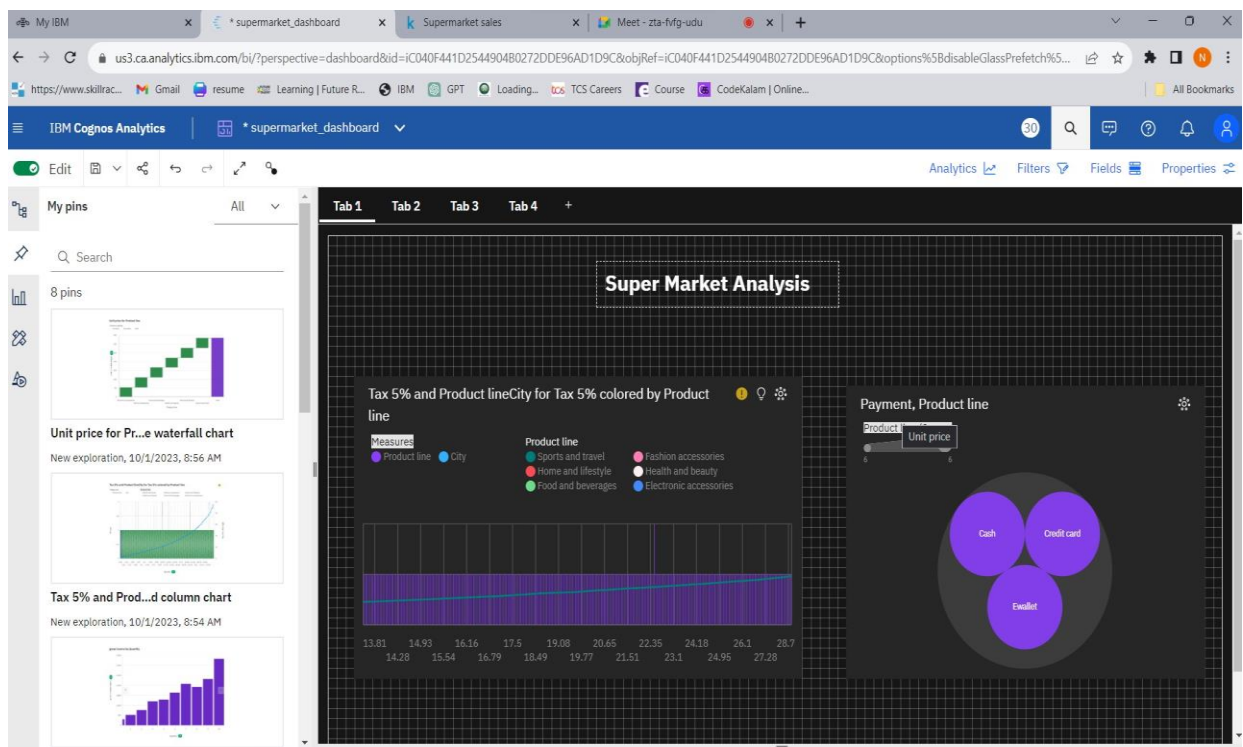 My IBM
* supermarket_dashboard
Supermarket sales
Meet - zta-fvfg-udu
us3.ca.analytics.ibm.com/bi/?perspective=dashboard&id=iC040F441D2544904B0272DDE96AD1D9C&objRef=iC040F441D2544904B0272DDE96AD1D9C&options%5BdisableGlassPrefetch%5...
N
https://www.skillrac... Gmail resume Learning | Future R... IBM GPT Loading... tcs TCS Careers Course CodeKalam | Online... All Bookmarks
IBM Cognos Analytics * supermarket_dashboard 30
Edit Analytics Filters Fields Properties
My pins All
Tab 1 Tab 2 Tab 3 Tab 4 +
Search
8 pins
Unit price for Pr...e waterfall chart
New exploration, 10/1/2023, 8:56 AM
Tax 5% and Prod...d column chart
New exploration, 10/1/2023, 8:54 AM
Super Market Analysis
Tax 5% and Product lineCity for Tax 5% colored by Product
line
Measures Product line
Product line City Sports and travel Fashion accessories
Home and lifestyle Health and beauty
Food and beverages Electronic accessories
13.81 14.93 16.16 17.5 19.08 20.65 22.35 24.18 26.1 28.7
14.28 15.54 16.79 18.49 19.77 21.51 23.1 24.95 27.28
Payment, Product line
Unit price
6 6
Cash Credit card
Ewallet